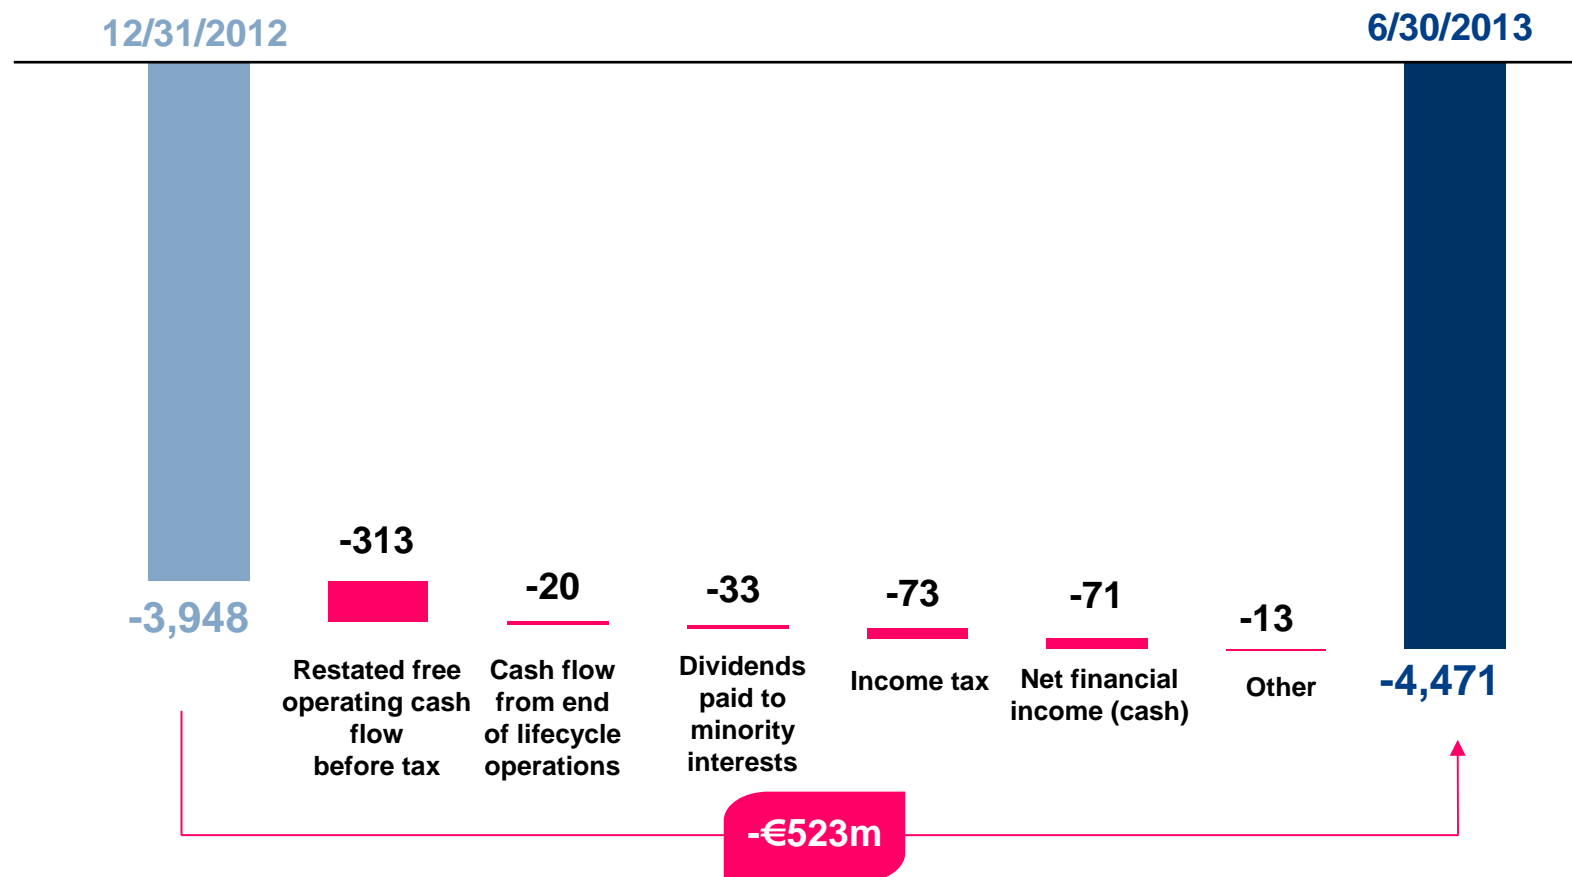 12/31/2012
6/30/2013
-3,948
-313
Restated free
operating cash
flow
before tax
-20
Cash flow
from end
of lifecycle
operations
-33
Dividends
paid to
minority
interests
-73
Income tax
-71
Net financial
income (cash)
-13
Other
-4,471
-€523m